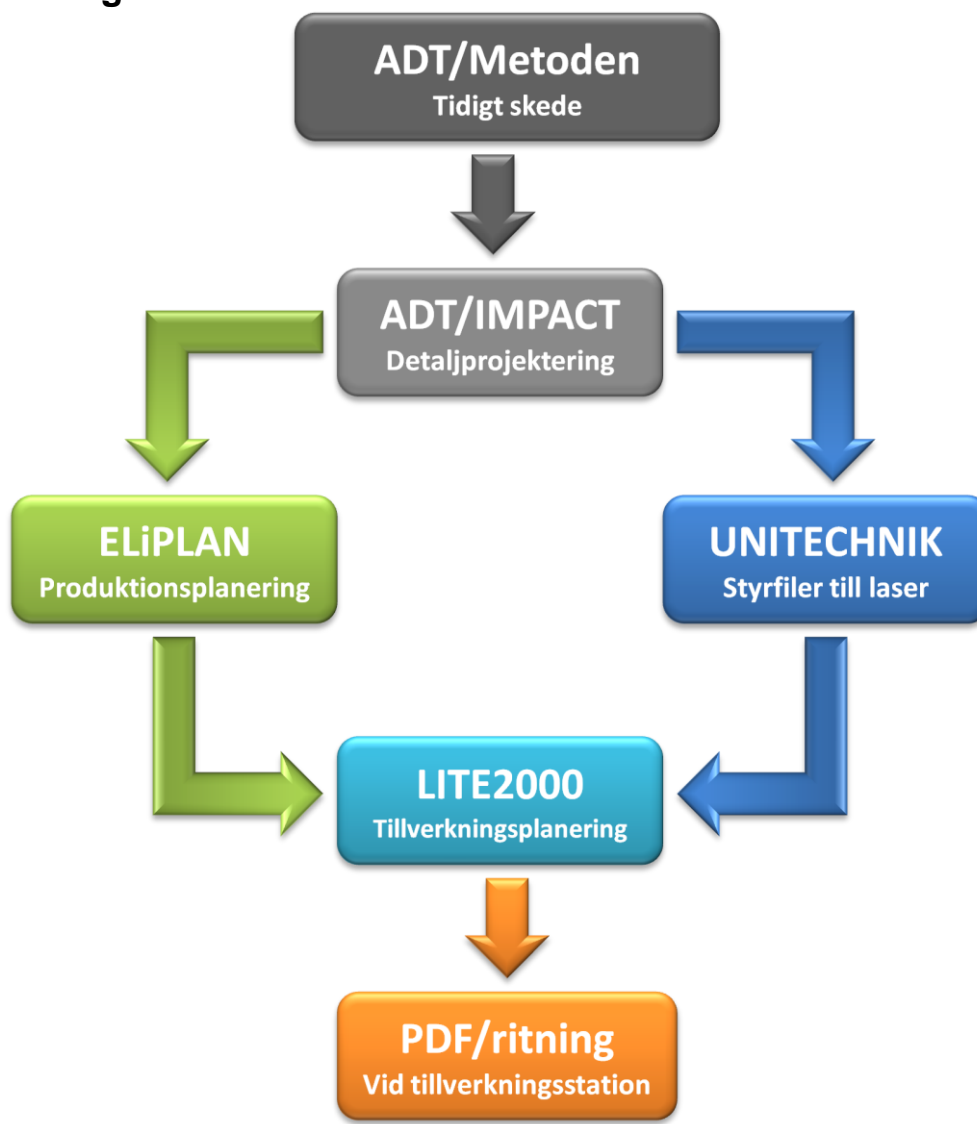 ADT/Metoden
Tidigt skede
ADT/IMPACT
Detaljprojektering
ELiPLAN
Produktionsplanering
UNITECHNIK
Styrfiler till laser
LITE2000
Tillverkningsplanering
PDF/ritning
Vid tillverkningsstation